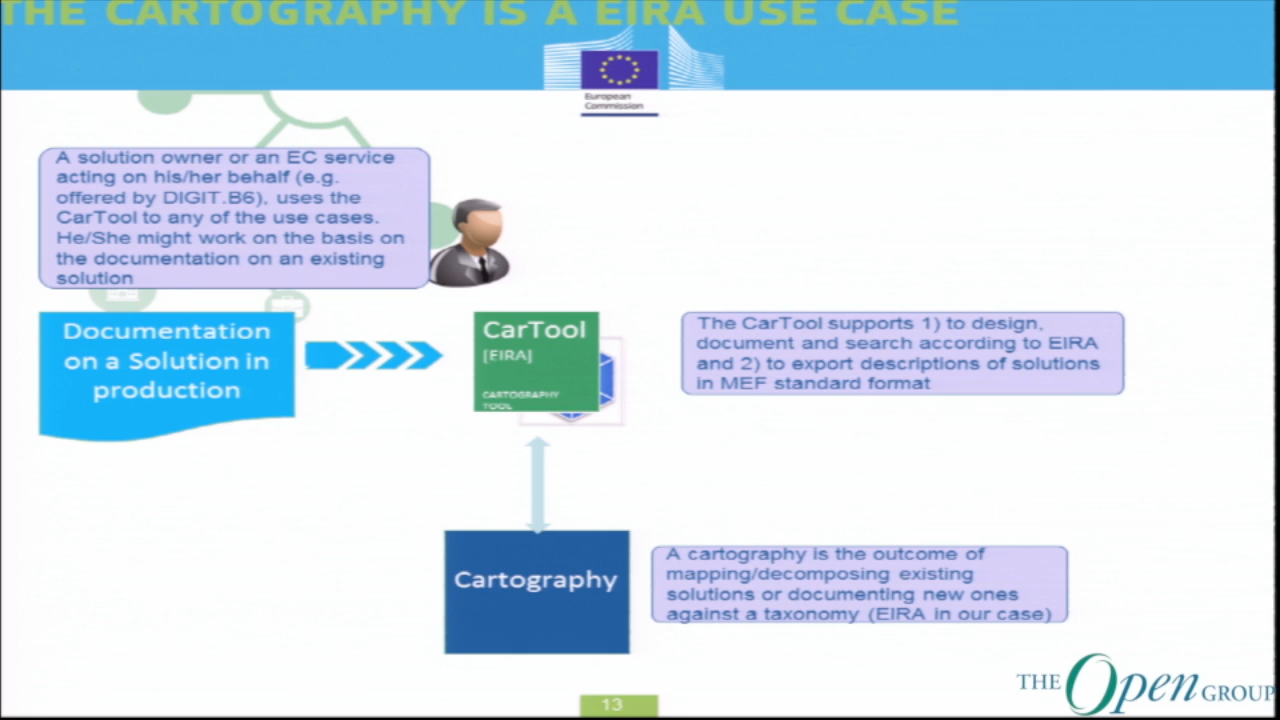 THE CARTOGRAPHY IS A EIRA USE CASE
European
Commission
A solution owner or an EC service
acting on his/her behalf (e.g.
offered by DIGIT.B6), uses the
CarTool to any of the use cases.
He/She might work on the basis on
the documentation on an existing
solution
Documentation
on a Solution in
production
CarTool
[EIRA]
CARTOGRAPHY
TOOL
The CarTool supports 1) to design,
document and search according to EIRA
and 2) to export descriptions of solutions
in MEF standard format
Cartography
A cartography is the outcome of
mapping/decomposing existing
solutions or documenting new ones
against a taxonomy (EIRA in our case)
13
THE Open GROUP